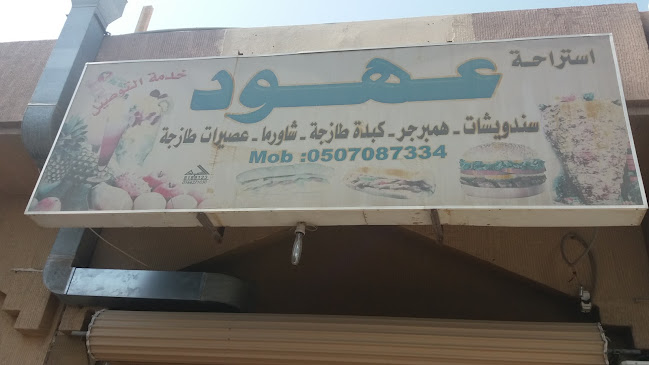 استراحة
عهود
خدمة التوصيل
سندويشات - همبرجر - كبدة طازجة - شاورما - عصيرات طازجة
Mob :0507087334